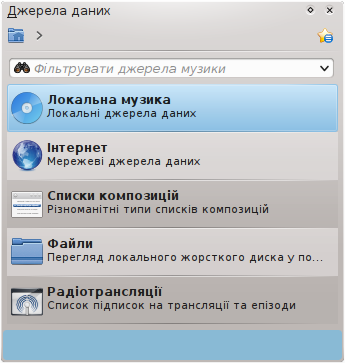 Джерела даних
Фільтрувати джерела музики
Локальна музика
Локальні джерела даних
Інтернет
Мережеві джерела даних
Списки композицій
Різноманітні типи списків композицій
Файли
Перегляд локального жорсткого диска у по...
Радіотрансляції
Список підписок на трансляції та епізоди